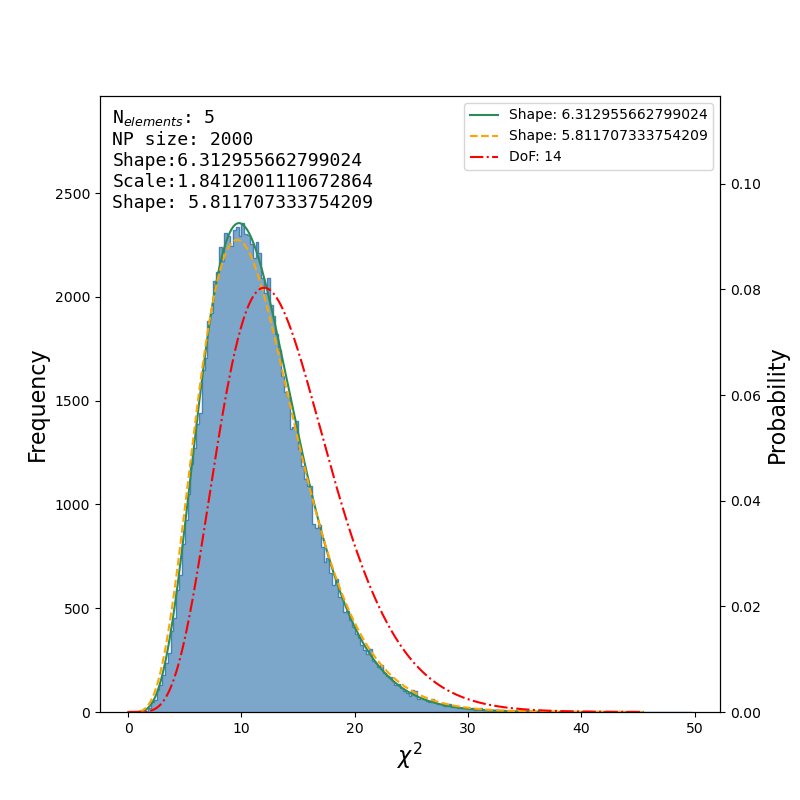 N_elements: 5
NP size: 2000
Shape:6.312955662799024
Scale:1.8412001110672864
Shape: 5.811707333754209
Shape: 6.312955662799024
Shape: 5.811707333754209
DoF: 14
2500
2000
1500
1000
500
0
Frequency
0.10
0.08
0.06
0.04
0.02
0.00
Probability
0 10 20 30 40 50
χ²